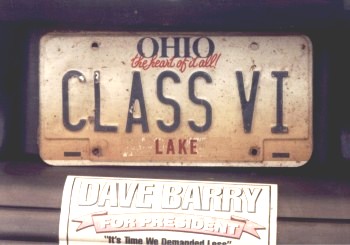 OHIO
the heart of it all!
CLASS VI
LAKE
DAVE BARRY
FOR PRESIDENT
"It's Time We Demanded Less"